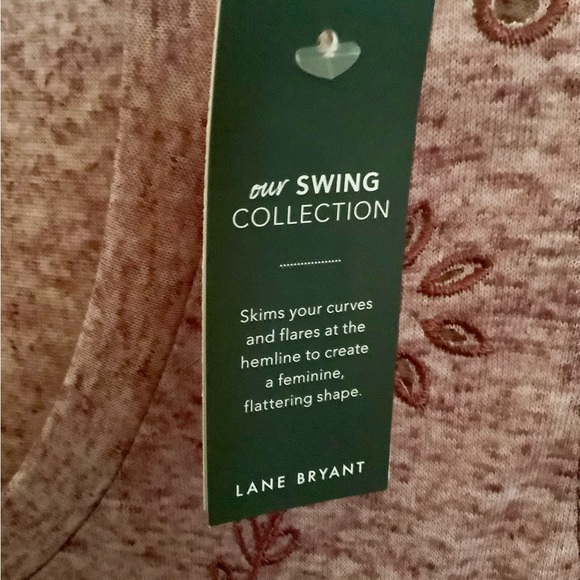 our SWING
COLLECTION
Skims your curves
and flares at the
hemline to create
a feminine,
flattering shape.
LANE BRYANT